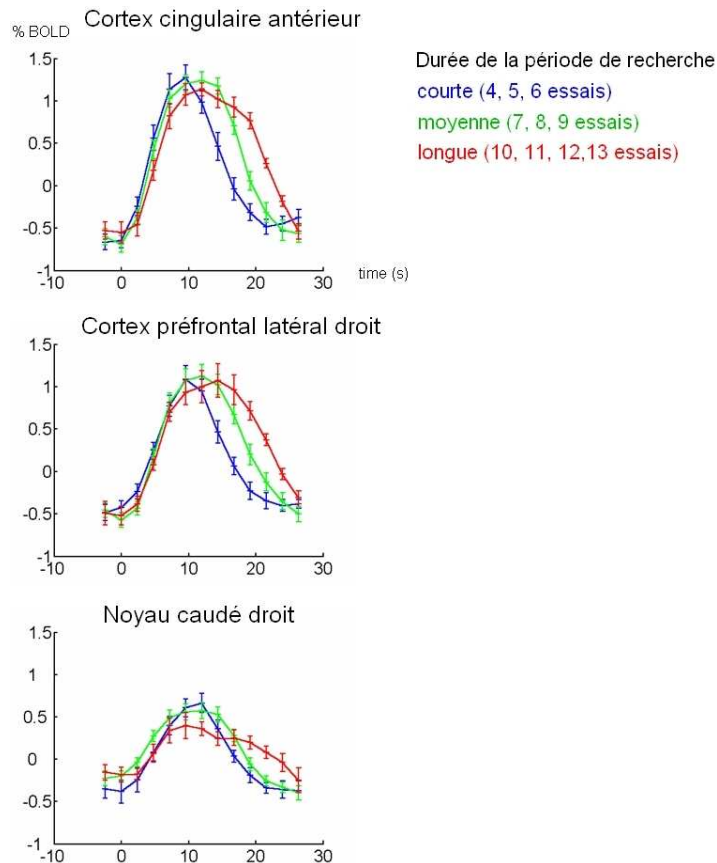 Cortex cingulaire antérieur
% BOLD
1.5
1
0.5
0
-0.5
-1
-10 0 10 20 30
time (s)
Durée de la période de recherche
courte (4, 5, 6 essais)
moyenne (7, 8, 9 essais)
longue (10, 11, 12,13 essais)
Cortex préfrontal latéral droit
1.5
1
0.5
0
-0.5
-1
-10 0 10 20 30
Noyau caudé droit
1.5
1
0.5
0
-0.5
-1
-10 0 10 20 30